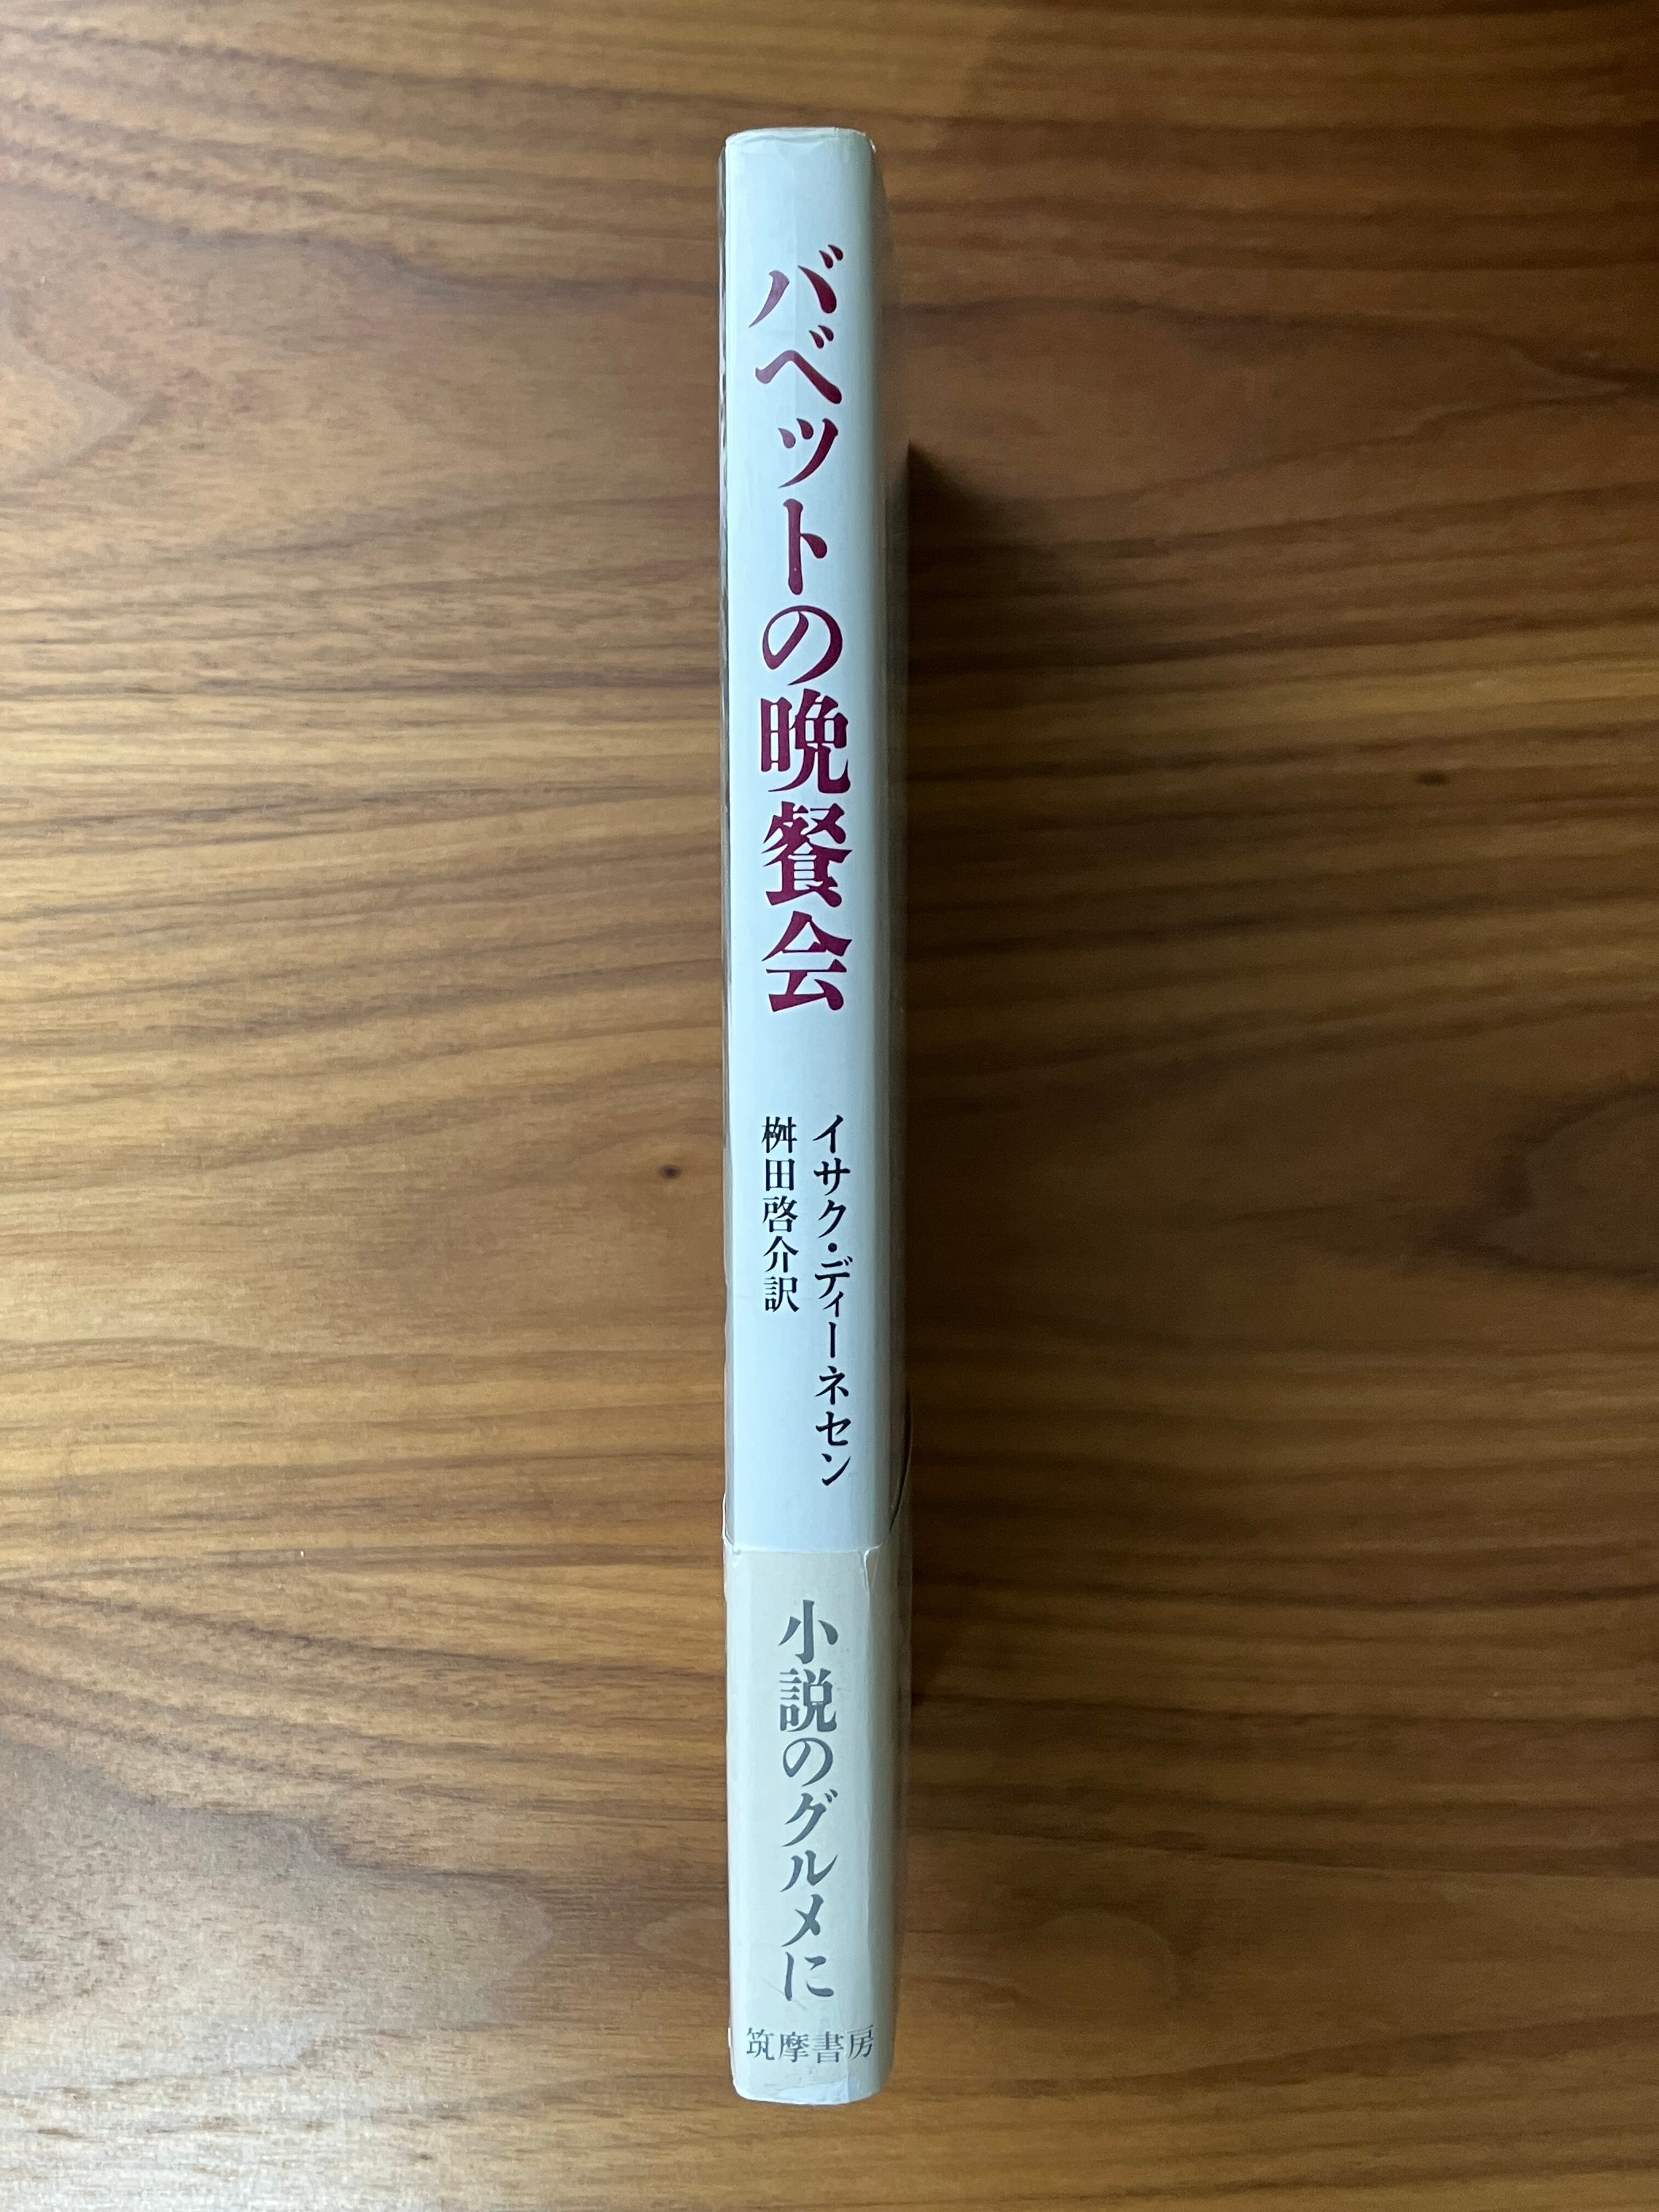 バベットの晩餐会
イサク・ディーネセン
桝田啓介訳
小説のグルメに
筑摩書房